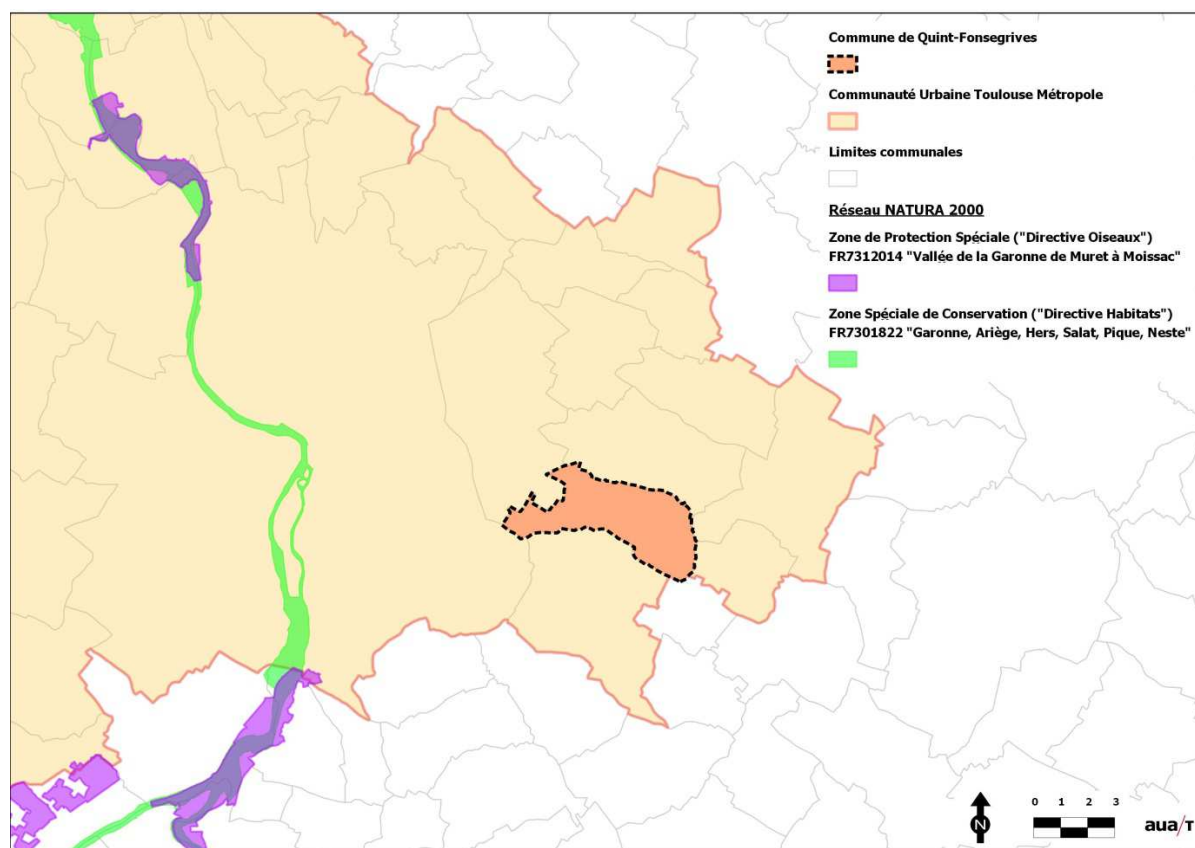 Commune de Quint-Fonsegrives
Communauté Urbaine Toulouse Métropole
Limites communales
Réseau NATURA 2000
Zone de Protection Spéciale ("Directive Oiseaux")
FR7312014 "Vallée de la Garonne de Muret à Moissac"
Zone Spéciale de Conservation ("Directive Habitats")
FR7301822 "Garonne, Ariège, Hers, Salat, Pique, Neste"
N
0 1 2 3
aua/T